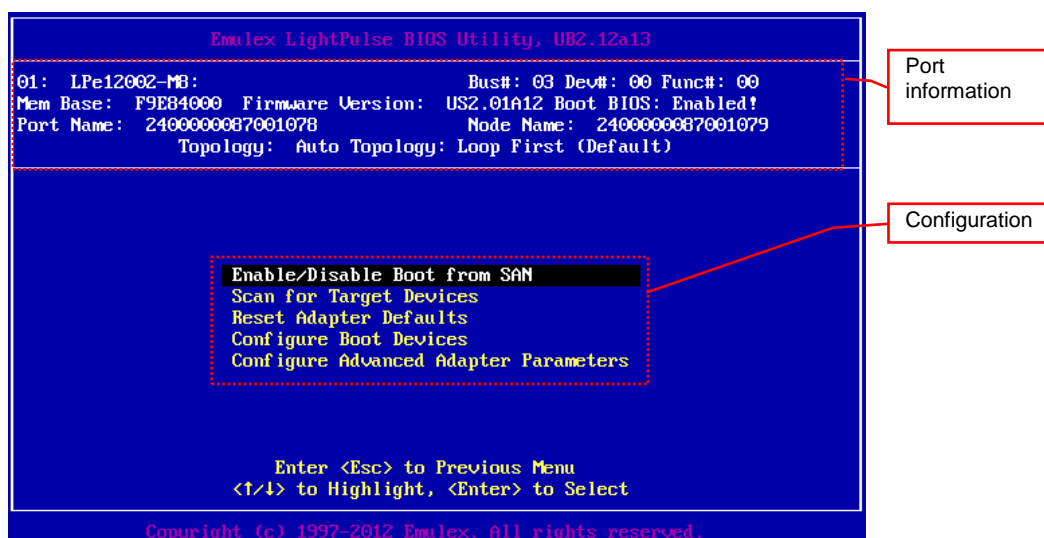 Emulex LightPulse BIOS Utility, UB2.12a13
01: LPe12002-M8: Bus#: 03 Dev#: 00 Func#: 00
Mem Base: F9E84000 Firmware Version: US2.01A12 Boot BIOS: Enabled!
Port Name: 2400000087001078 Node Name: 2400000087001079
Topology: Auto Topology: Loop First (Default)
Port
information
Configuration
Enable/Disable Boot from SAN
Scan for Target Devices
Reset Adapter Defaults
Configure Boot Devices
Configure Advanced Adapter Parameters
Enter <Esc> to Previous Menu
<↑/↓> to Highlight, <Enter> to Select
Copyright (c) 1997-2012 Emulex. All rights reserved.